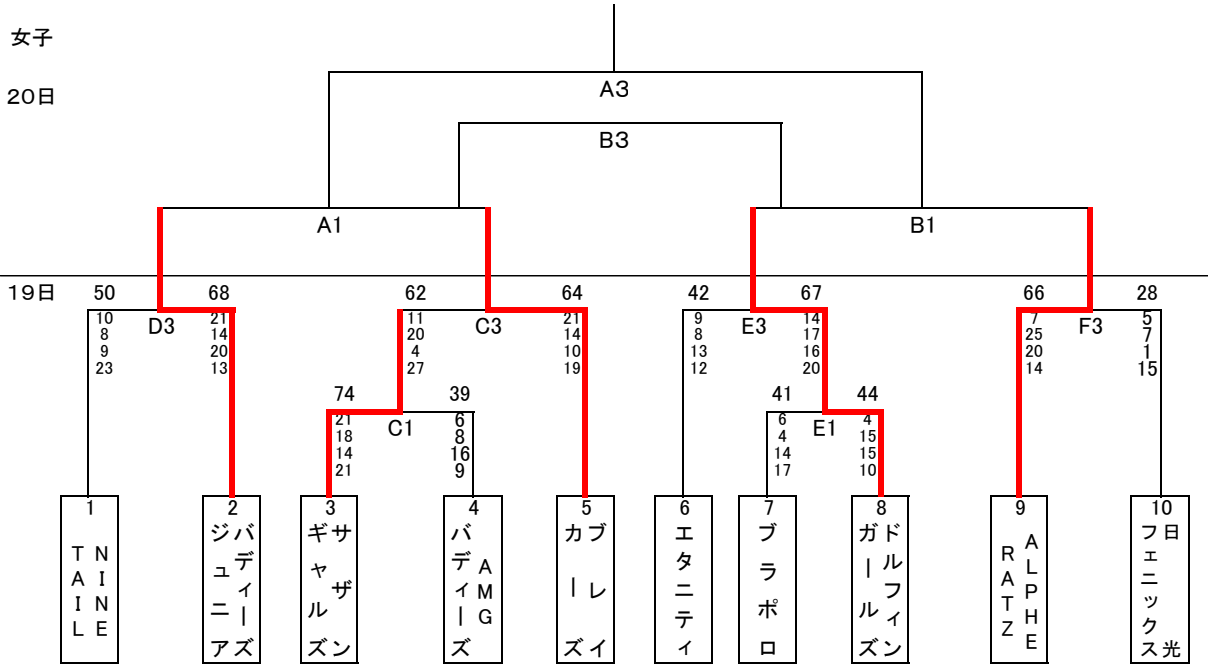 女子
20日
A3
B3
A1
B1
19日
50
68
62
64
42
67
66
28
D3
C3
E3
F3
10
8
9
23
21
14
20
13
11
20
4
27
21
14
10
19
9
8
13
12
14
17
16
20
7
25
20
14
5
7
1
15
74
39
41
44
C1
E1
21
18
14
21
6
8
16
9
6
4
14
17
4
15
15
10
1
NINE
TAIL
2
バディーズ
ジュニア
3
サザン
ギャルズ
4
AMG
バディーズ
5
ブレイ
カーズ
6
エタニティ
7
ブラポロ
8
ドルフィン
ガールズ
9
ALPHE
RATZ
10
日光
フェニックス